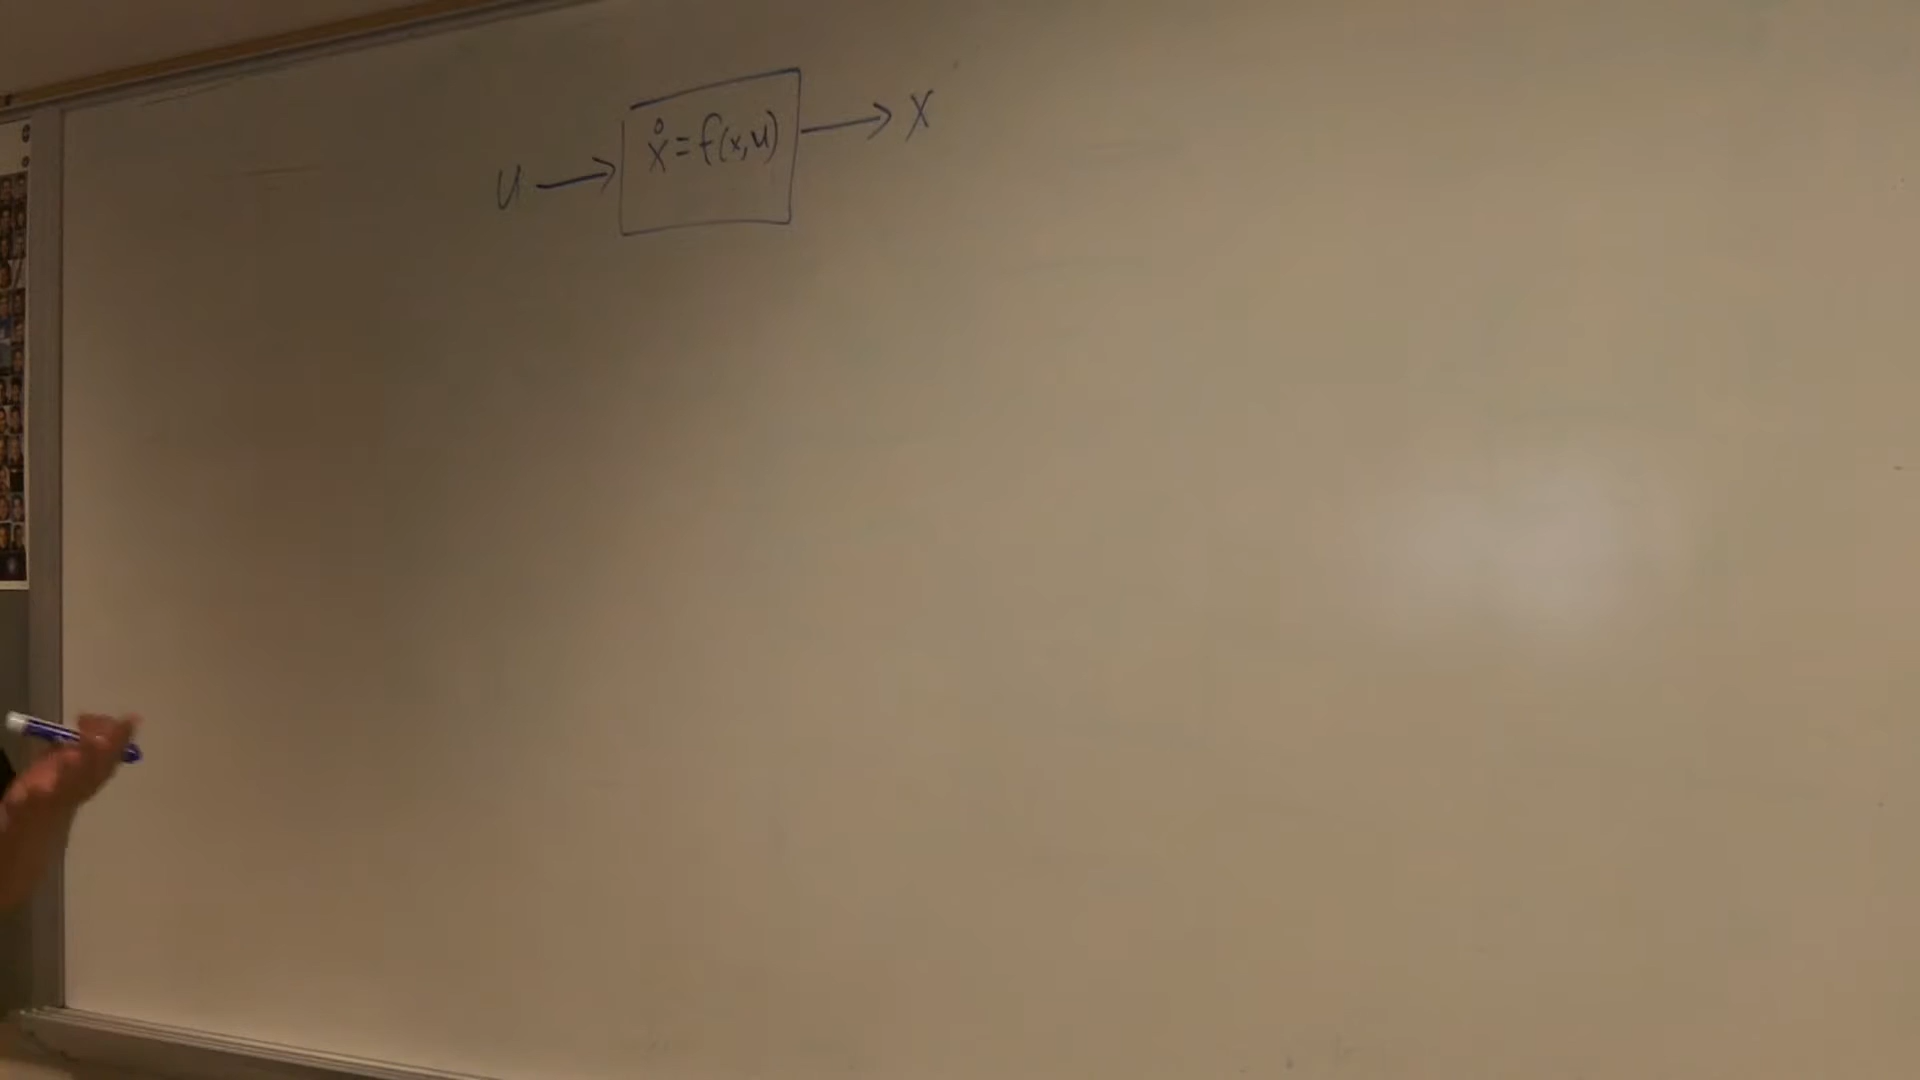 u → ẋ = f(x,u) → x